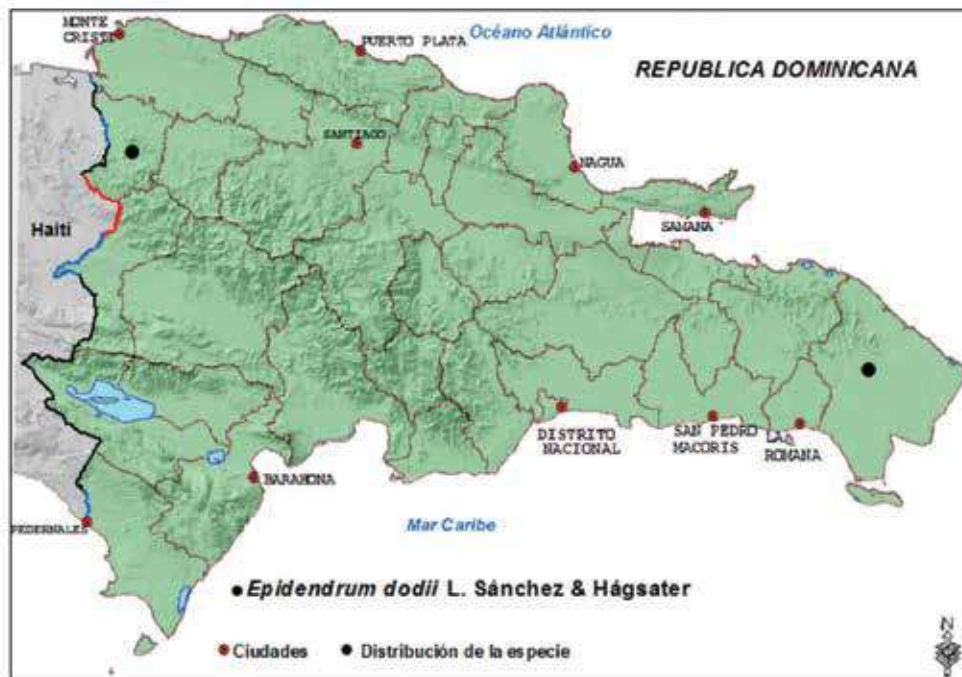 MONTE
CRISTI
PUERTO PLATA
Océano Atlántico
REPUBLICA DOMINICANA
SANTIAGO
NAGUA
SAMANA
Haití
DISTRITO
NACIONAL
SAN PEDRO
MACORIS
LA
ROMANA
BARAHONA
PEDERNALES
Mar Caribe
Epidendrum dodii L. Sánchez & Hágsater
Ciudades
Distribución de la especie
N